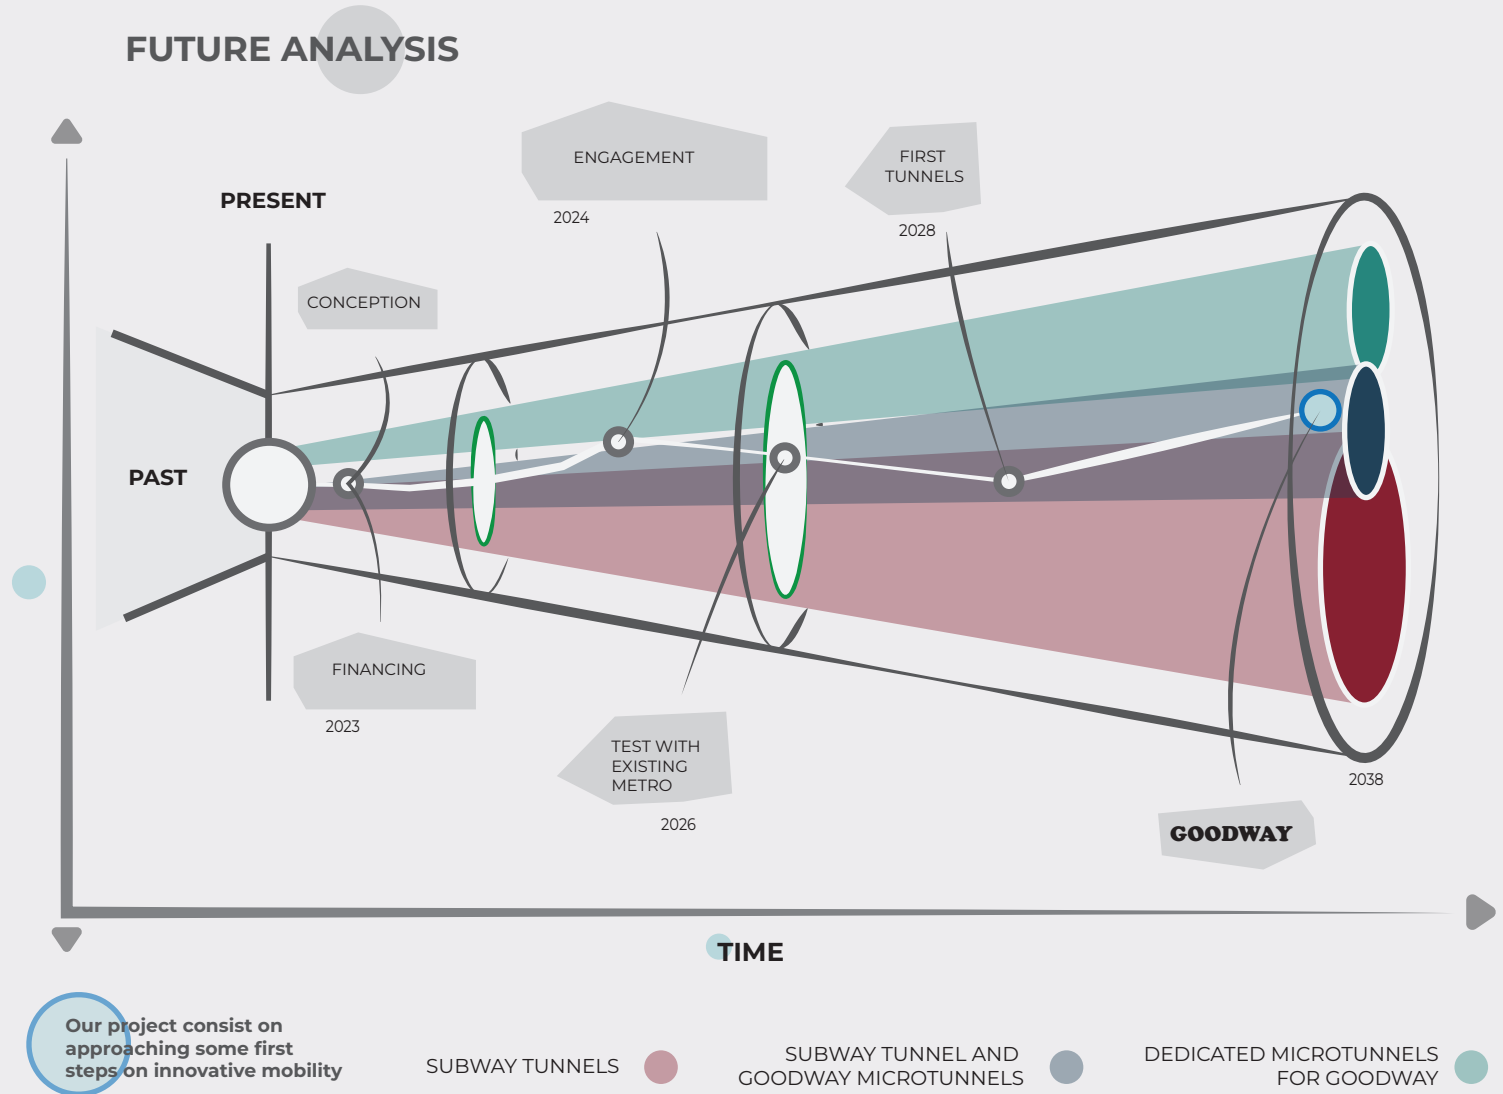 FUTURE ANALYSIS
ENGAGEMENT
2024
FIRST
TUNNELS
2028
PRESENT
CONCEPTION
PAST
FINANCING
2023
TEST WITH
EXISTING
METRO
2026
2038
GOODWAY
TIME
Our project consist on
approaching some first
steps on innovative mobility
SUBWAY TUNNELS
SUBWAY TUNNEL AND
GOODWAY MICROTUNNELS
DEDICATED MICROTUNNELS
FOR GOODWAY